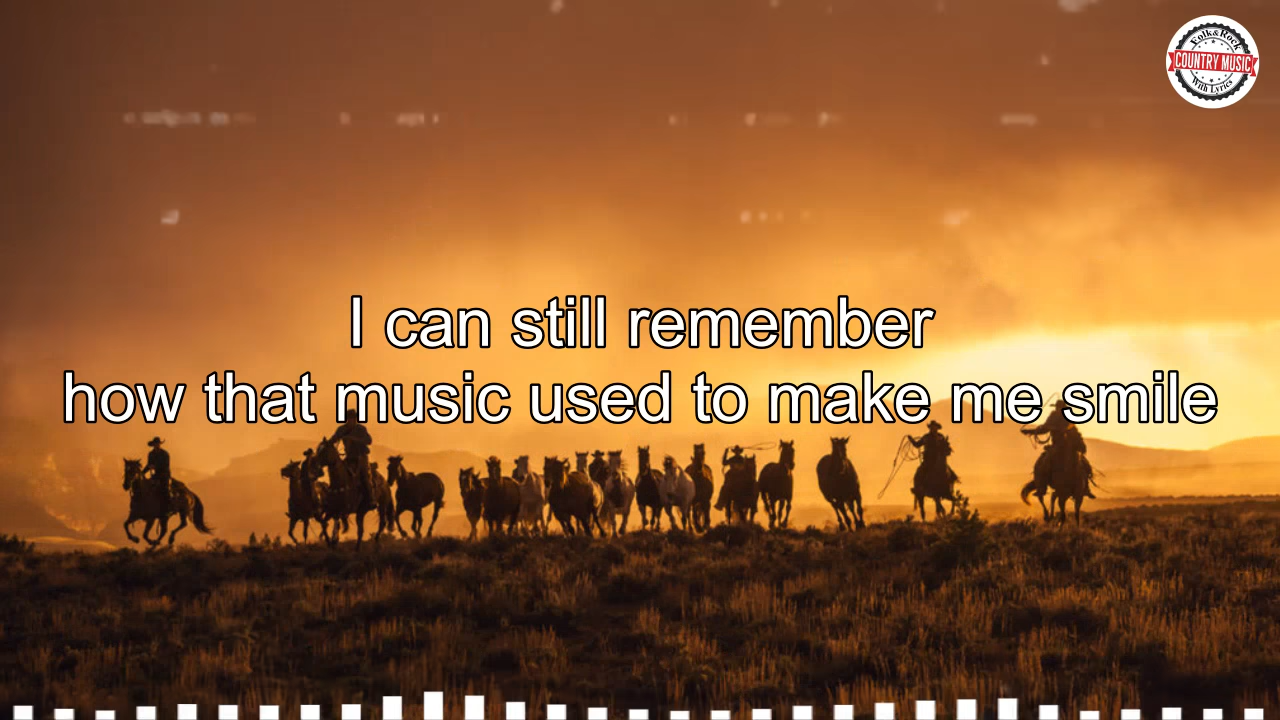 Folk&Rock
COUNTRY MUSIC
With Lyrics
I can still remember
how that music used to make me smile